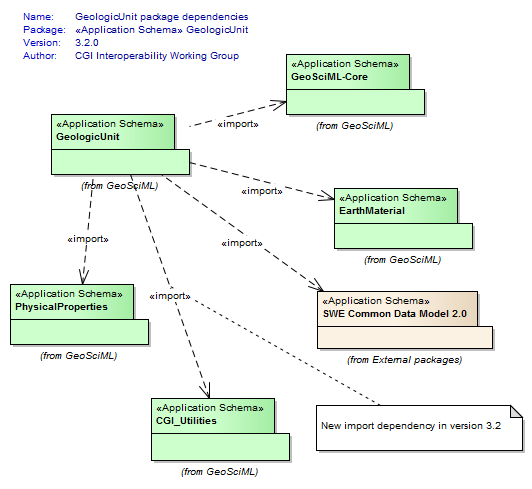 Name: GeologicUnit package dependencies
Package: «Application Schema» GeologicUnit
Version: 3.2.0
Author: CGI Interoperability Working Group
«Application Schema»
GeoSciML-Core
(from GeoSciML)
«Application Schema»
GeologicUnit
(from GeoSciML)
«import»
«import»
«Application Schema»
EarthMaterial
(from GeoSciML)
«import»
«import»
«Application Schema»
PhysicalProperties
(from GeoSciML)
«import»
«Application Schema»
SWE Common Data Model 2.0
(from External packages)
«Application Schema»
CGI_Utilities
(from GeoSciML)
New import dependency in version 3.2